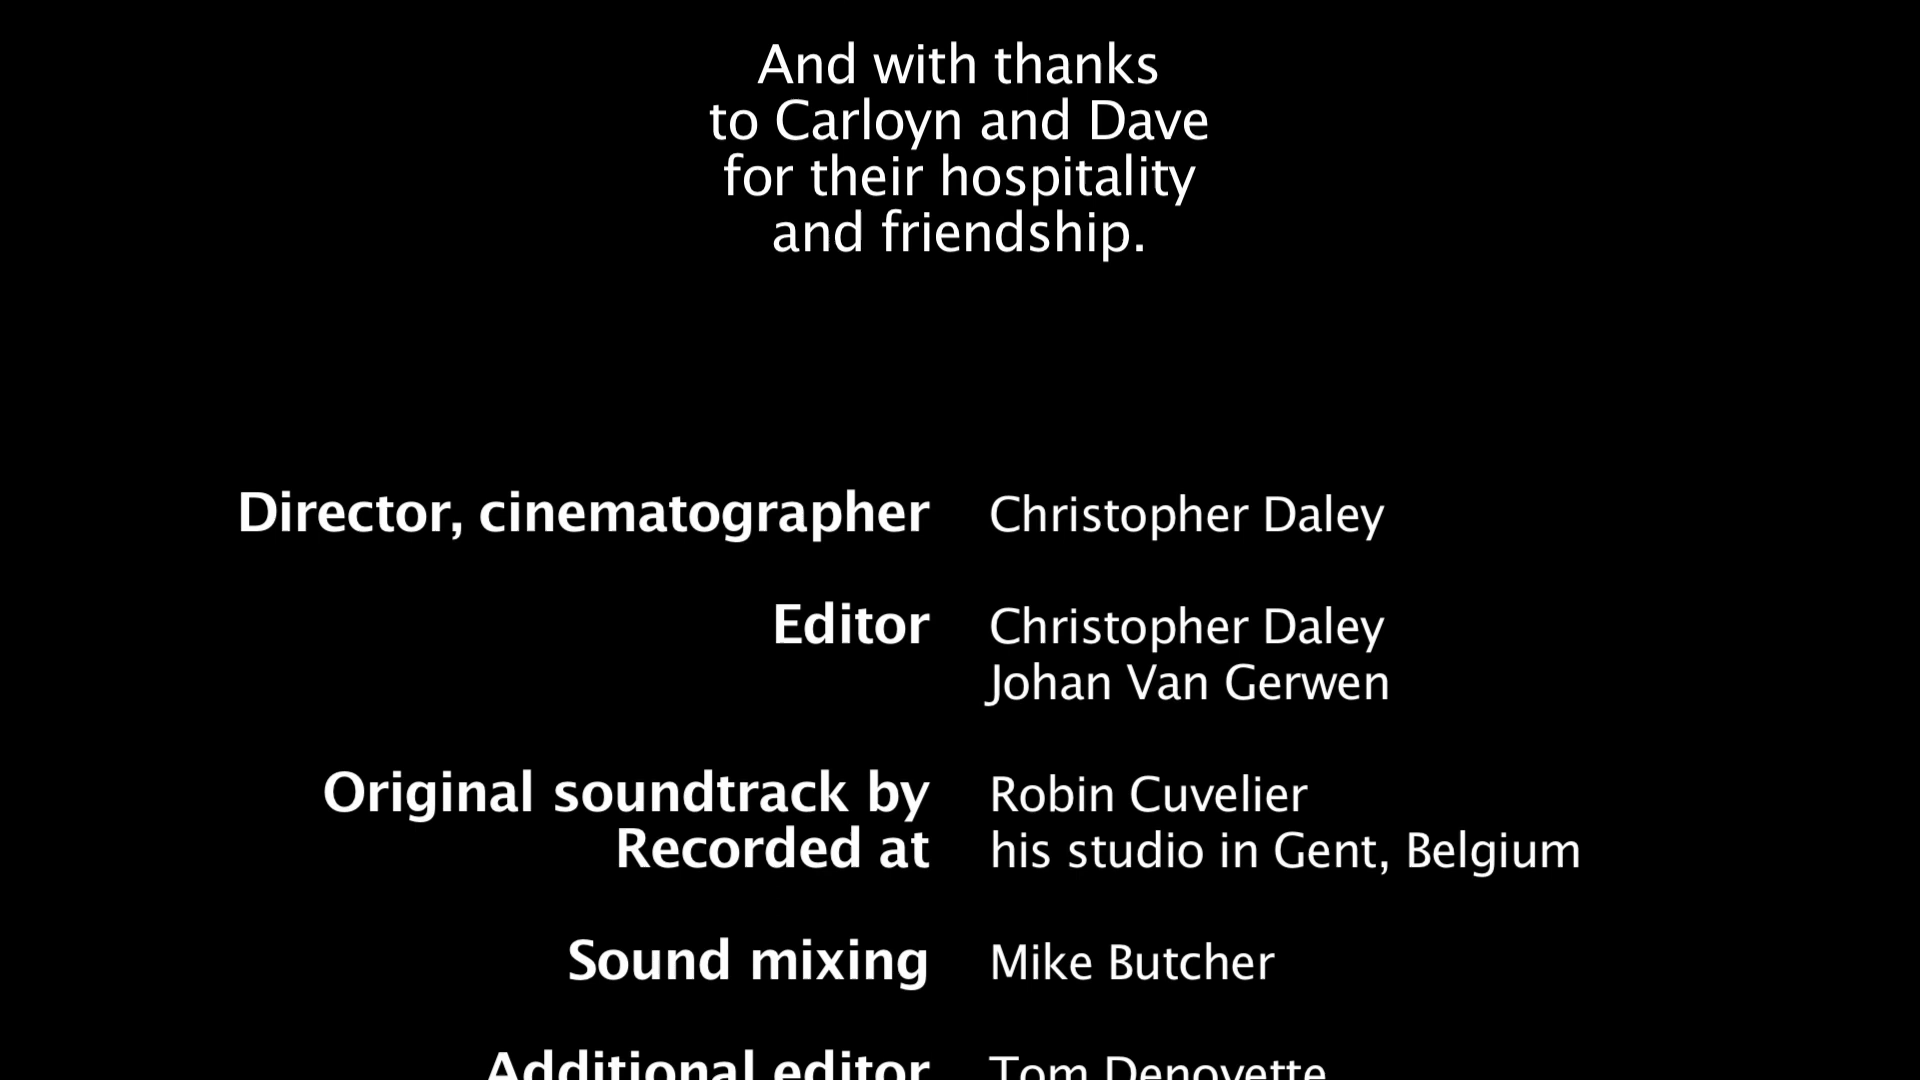 And with thanks
to Carloyn and Dave
for their hospitality
and friendship.
Director, cinematographer Christopher Daley
Editor Christopher Daley
Johan Van Gerwen
Original soundtrack by Robin Cuvelier
Recorded at his studio in Gent, Belgium
Sound mixing Mike Butcher
Additional editor Tom Denoyette